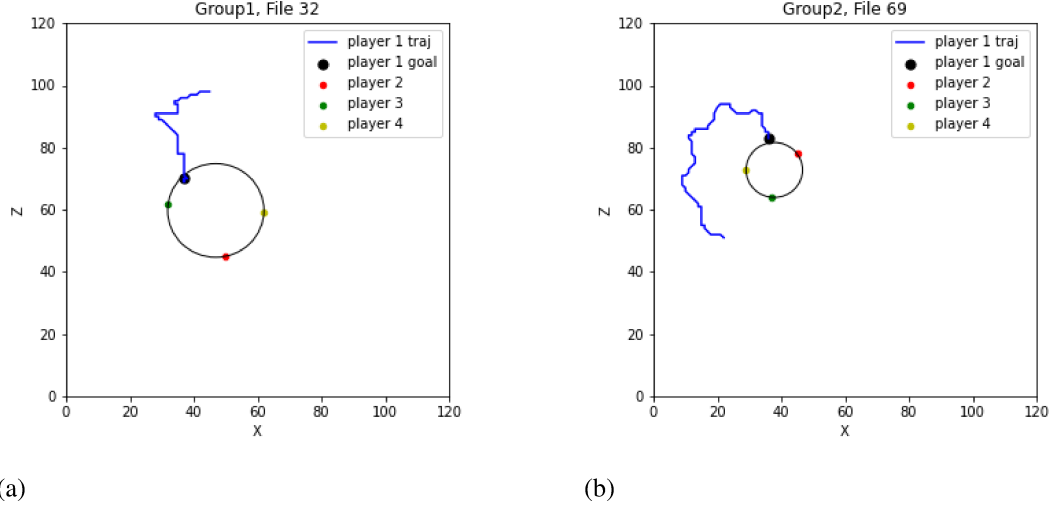 Group1, File 32
120
100
80
60
40
20
0
Z
0 20 40 60 80 100 120
X
player 1 traj
player 1 goal
player 2
player 3
player 4
(a)
Group2, File 69
120
100
80
60
40
20
0
Z
0 20 40 60 80 100 120
X
player 1 traj
player 1 goal
player 2
player 3
player 4
(b)